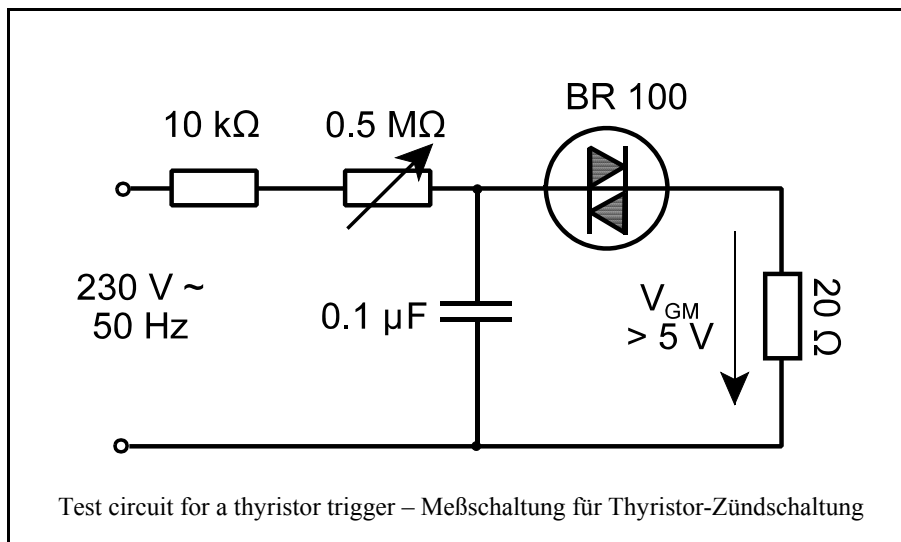 BR 100
10 kΩ
0.5 MΩ
230 V ~
50 Hz
0.1 µF
V_GM
> 5 V
20 Ω
Test circuit for a thyristor trigger – Meßschaltung für Thyristor-Zündschaltung